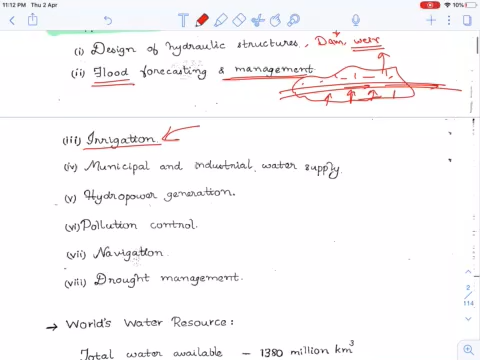 11:12 PM Thu 2 Apr
10%
(i) Design of hydraulic structures, Dam, weir
(ii) Flood forecasting & management
(iii) Irrigation
(iv) Municipal and industrial water supply.
(v) Hydropower generation.
(vi) Pollution control.
(vii) Navigation
(viii) Drought management.
→ World's Water Resource:
Total water available – 1380 million km³
2
/
114